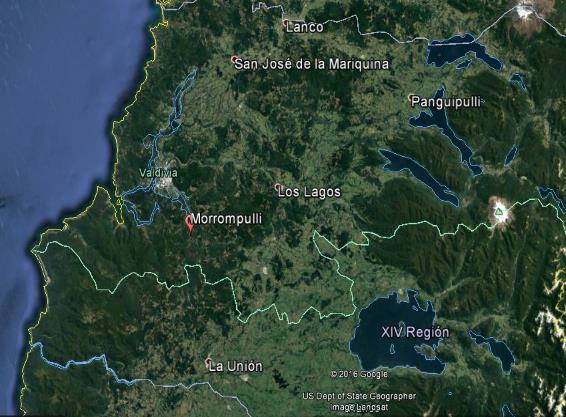 Lanco
San José de la Mariquina
Panguipulli
Valdivia
Los Lagos
Morrompulli
XIV Región
La Unión
© 2016 Google
US Dept of State Geographer
Image Landsat